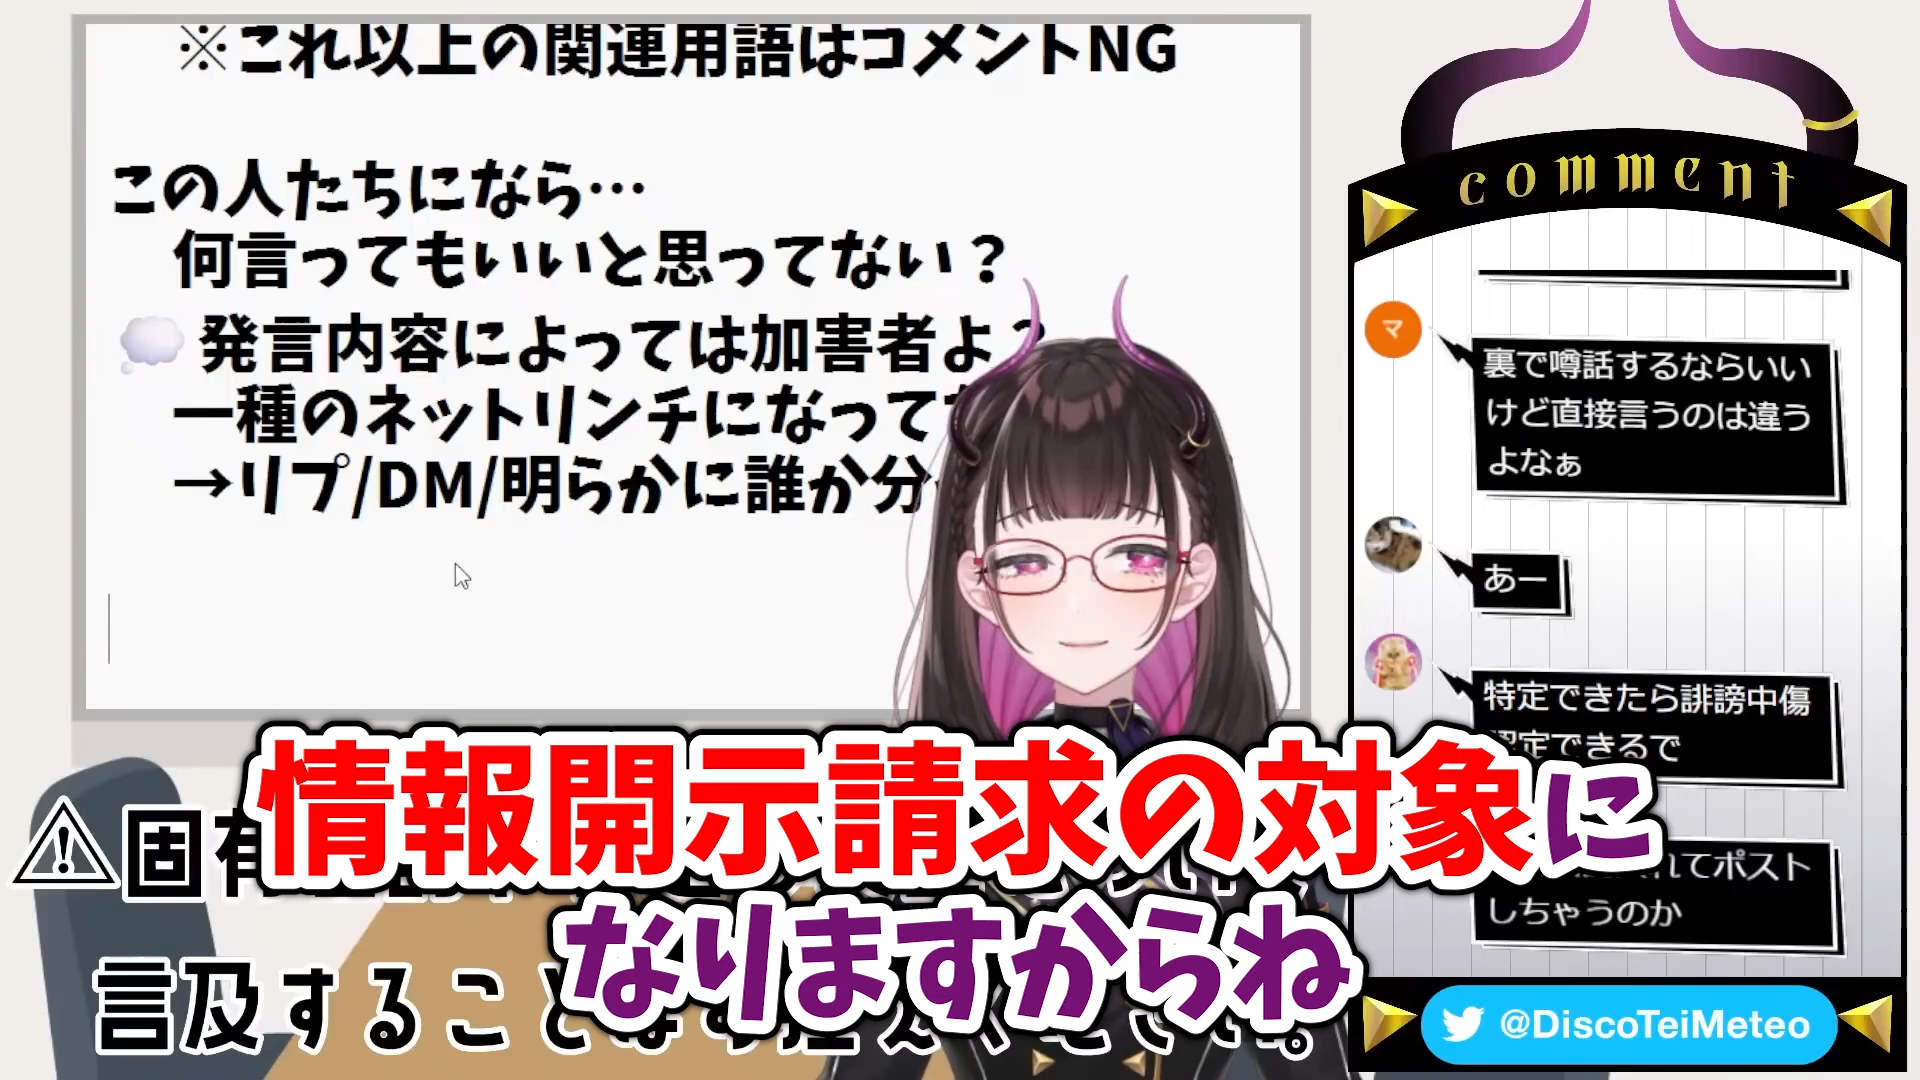 ※これ以上の関連用語はコメントNG
この人たちになら…
何言ってもいいと思ってない？
発言内容によっては加害者よ？
一種のネットリンチになって
→リプ/DM/明らかに誰か分
comment
マ
裏で噂話するならいい
けど直接言うのは違う
よなぁ
あー
特定できたら誹謗中傷
認定できるで
れてポスト
しちゃうのか
情報開示請求の対象に
なりますからね
固有
言及すること
@DiscoTeiMeteo